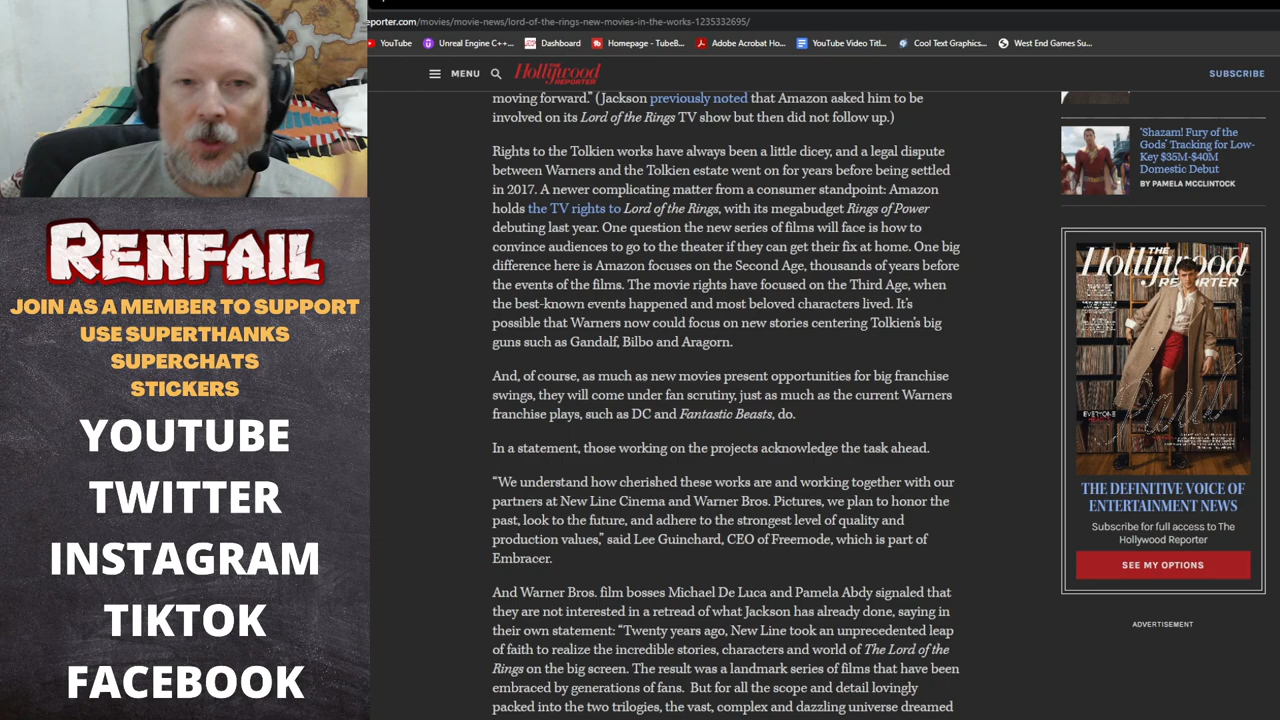 eporter.com/movies/movie-news/lord-of-the-rings-new-movies-in-the-works-1235332695/
YouTube
Unreal Engine C++...
Dashboard
Homepage - TubeB...
Adobe Acrobat Ho...
YouTube Video Titl...
Cool Text Graphics...
West End Games Su...
MENU
THE Hollywood REPORTER
SUBSCRIBE
moving forward.” (Jackson previously noted that Amazon asked him to be
involved on its Lord of the Rings TV show but then did not follow up.)
Rights to the Tolkien works have always been a little dicey, and a legal dispute
between Warners and the Tolkien estate went on for years before being settled
in 2017. A newer complicating matter from a consumer standpoint: Amazon
holds the TV rights to Lord of the Rings, with its megabudget Rings of Power
debuting last year. One question the new series of films will face is how to
convince audiences to go to the theater if they can get their fix at home. One big
difference here is Amazon focuses on the Second Age, thousands of years before
the events of the films. The movie rights have focused on the Third Age, when
the best-known events happened and most beloved characters lived. It’s
possible that Warners now could focus on new stories centering Tolkien’s big
guns such as Gandalf, Bilbo and Aragorn.
And, of course, as much as new movies present opportunities for big franchise
swings, they will come under fan scrutiny, just as much as the current Warners
franchise plays, such as DC and Fantastic Beasts, do.
In a statement, those working on the projects acknowledge the task ahead.
“We understand how cherished these works are and working together with our
partners at New Line Cinema and Warner Bros. Pictures, we plan to honor the
past, look to the future, and adhere to the strongest level of quality and
production values,” said Lee Guinchard, CEO of Freemode, which is part of
Embracer.
And Warner Bros. film bosses Michael De Luca and Pamela Abdy signaled that
they are not interested in a retread of what Jackson has already done, saying in
their own statement: “Twenty years ago, New Line took an unprecedented leap
of faith to realize the incredible stories, characters and world of The Lord of the
Rings on the big screen. The result was a landmark series of films that have been
embraced by generations of fans. But for all the scope and detail lovingly
packed into the two trilogies, the vast, complex and dazzling universe dreamed
‘Shazam! Fury of the
Gods’ Tracking for Low-
Key $35M-$40M
Domestic Debut
BY PAMELA MCCLINTOCK
THE
Hollywood
REPORTER
THE DEFINITIVE VOICE OF
ENTERTAINMENT NEWS
Subscribe for full access to The
Hollywood Reporter
SEE MY OPTIONS
ADVERTISEMENT
RENFAIL
JOIN AS A MEMBER TO SUPPORT
USE SUPERTHANKS
SUPERCHATS
STICKERS
YOUTUBE
TWITTER
INSTAGRAM
TIKTOK
FACEBOOK